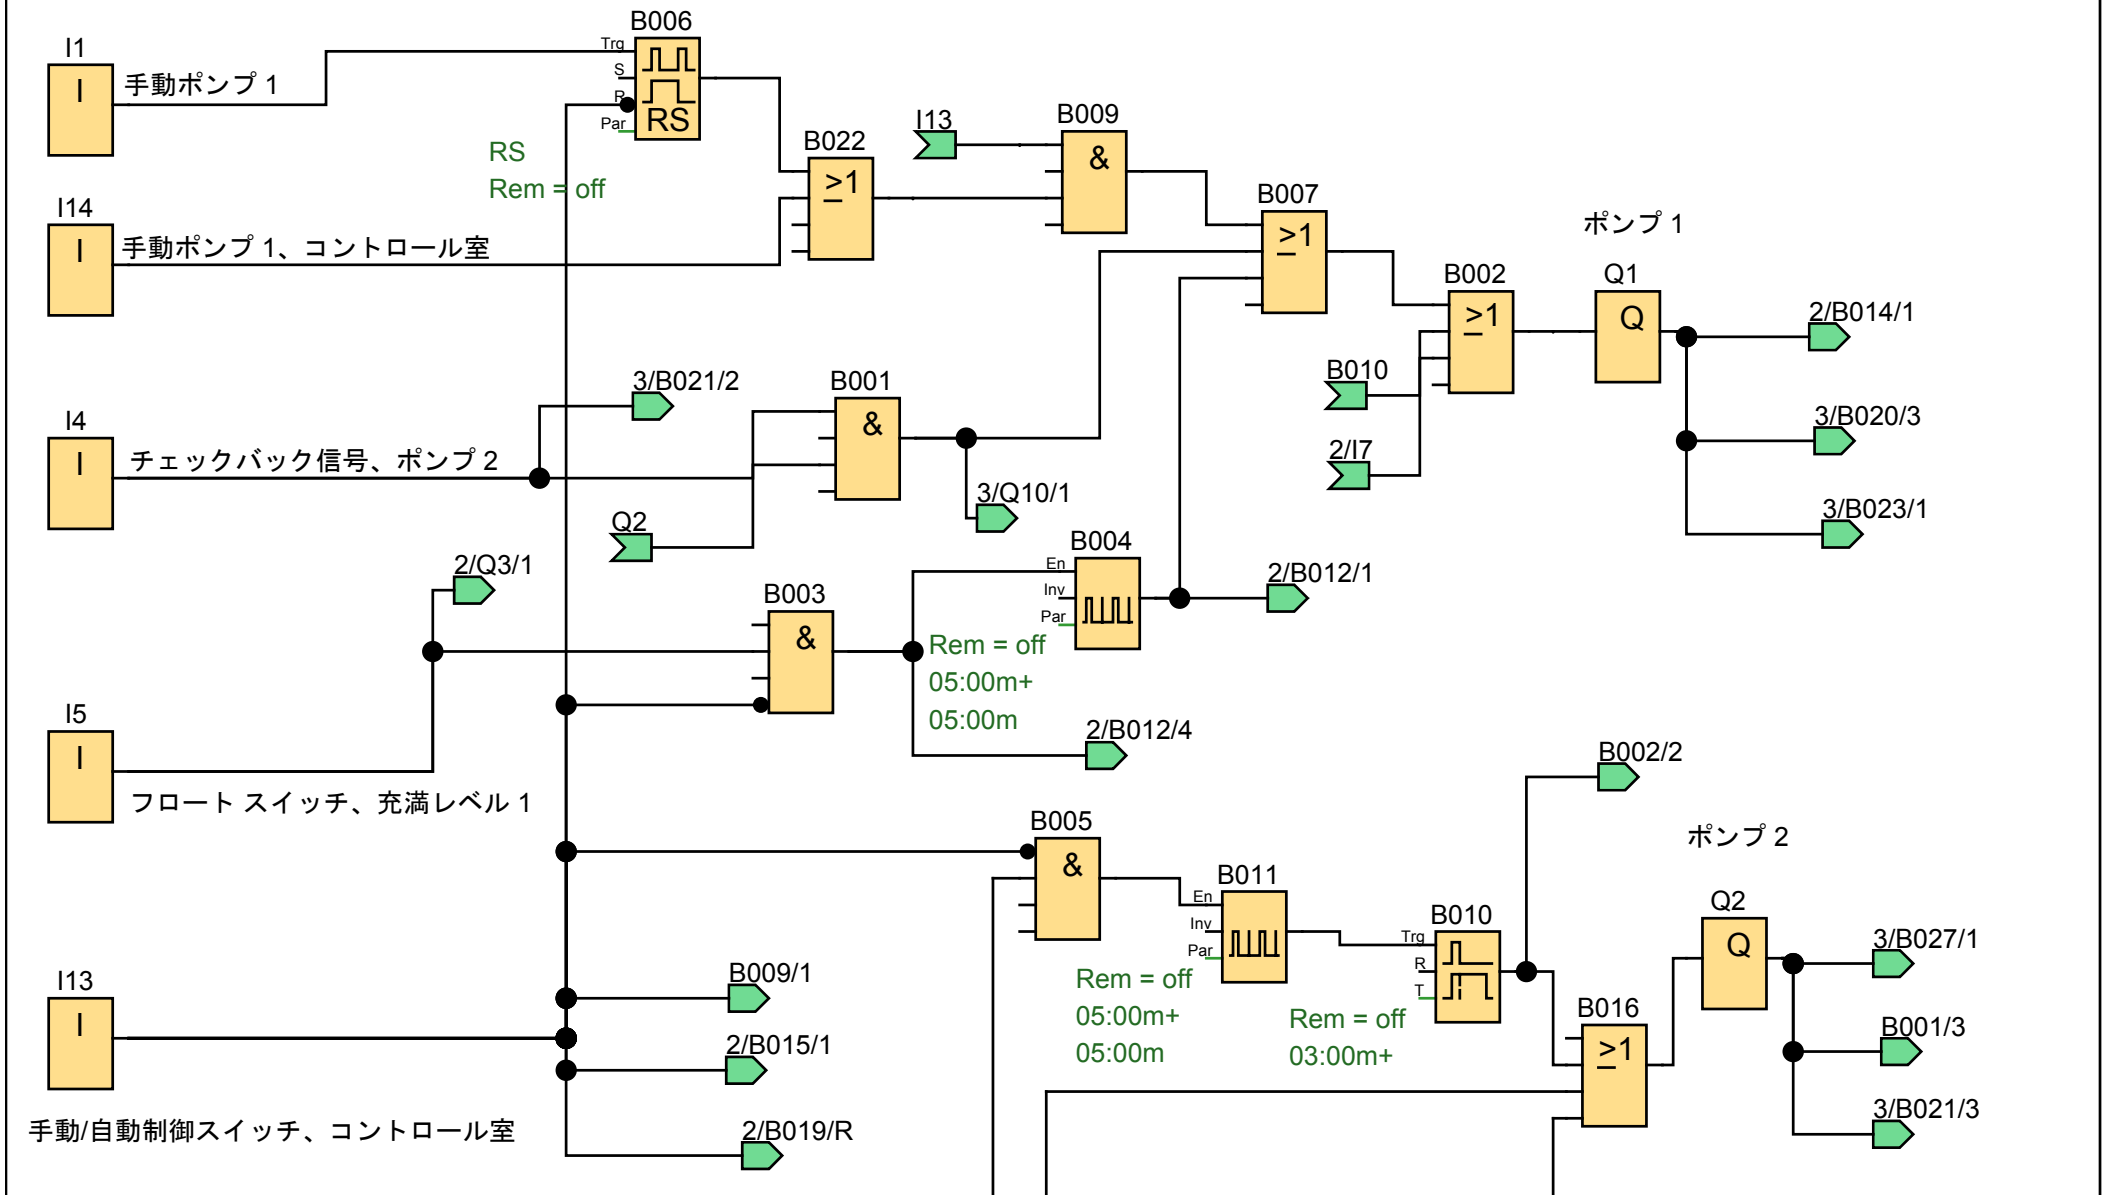 B006
I1
Trg
I
手動ポンプ 1
S
R
RS
Par
I13
B009
&
RS
Rem = off
B022
>1
I14
I
手動ポンプ 1、コントロール室
B007
>1
ポンプ 1
B002
>1
Q1
Q
2/B014/1
B010
3/B021/2
B001
&
3/B020/3
I4
I
チェックバック信号、ポンプ 2
2/I7
3/Q10/1
3/B023/1
Q2
B004
En
Inv
Par
2/Q3/1
2/B012/1
B003
&
Rem = off
05:00m+
05:00m
2/B012/4
I5
I
フロート スイッチ、充満レベル 1
B002/2
B005
&
ポンプ 2
B011
En
Inv
Par
Rem = off
05:00m+
05:00m
B010
Trg
R
T
Rem = off
03:00m+
Q2
Q
3/B027/1
I13
I
B009/1
B016
>1
B001/3
2/B015/1
手動/自動制御スイッチ、コントロール室
2/B019/R
3/B021/3